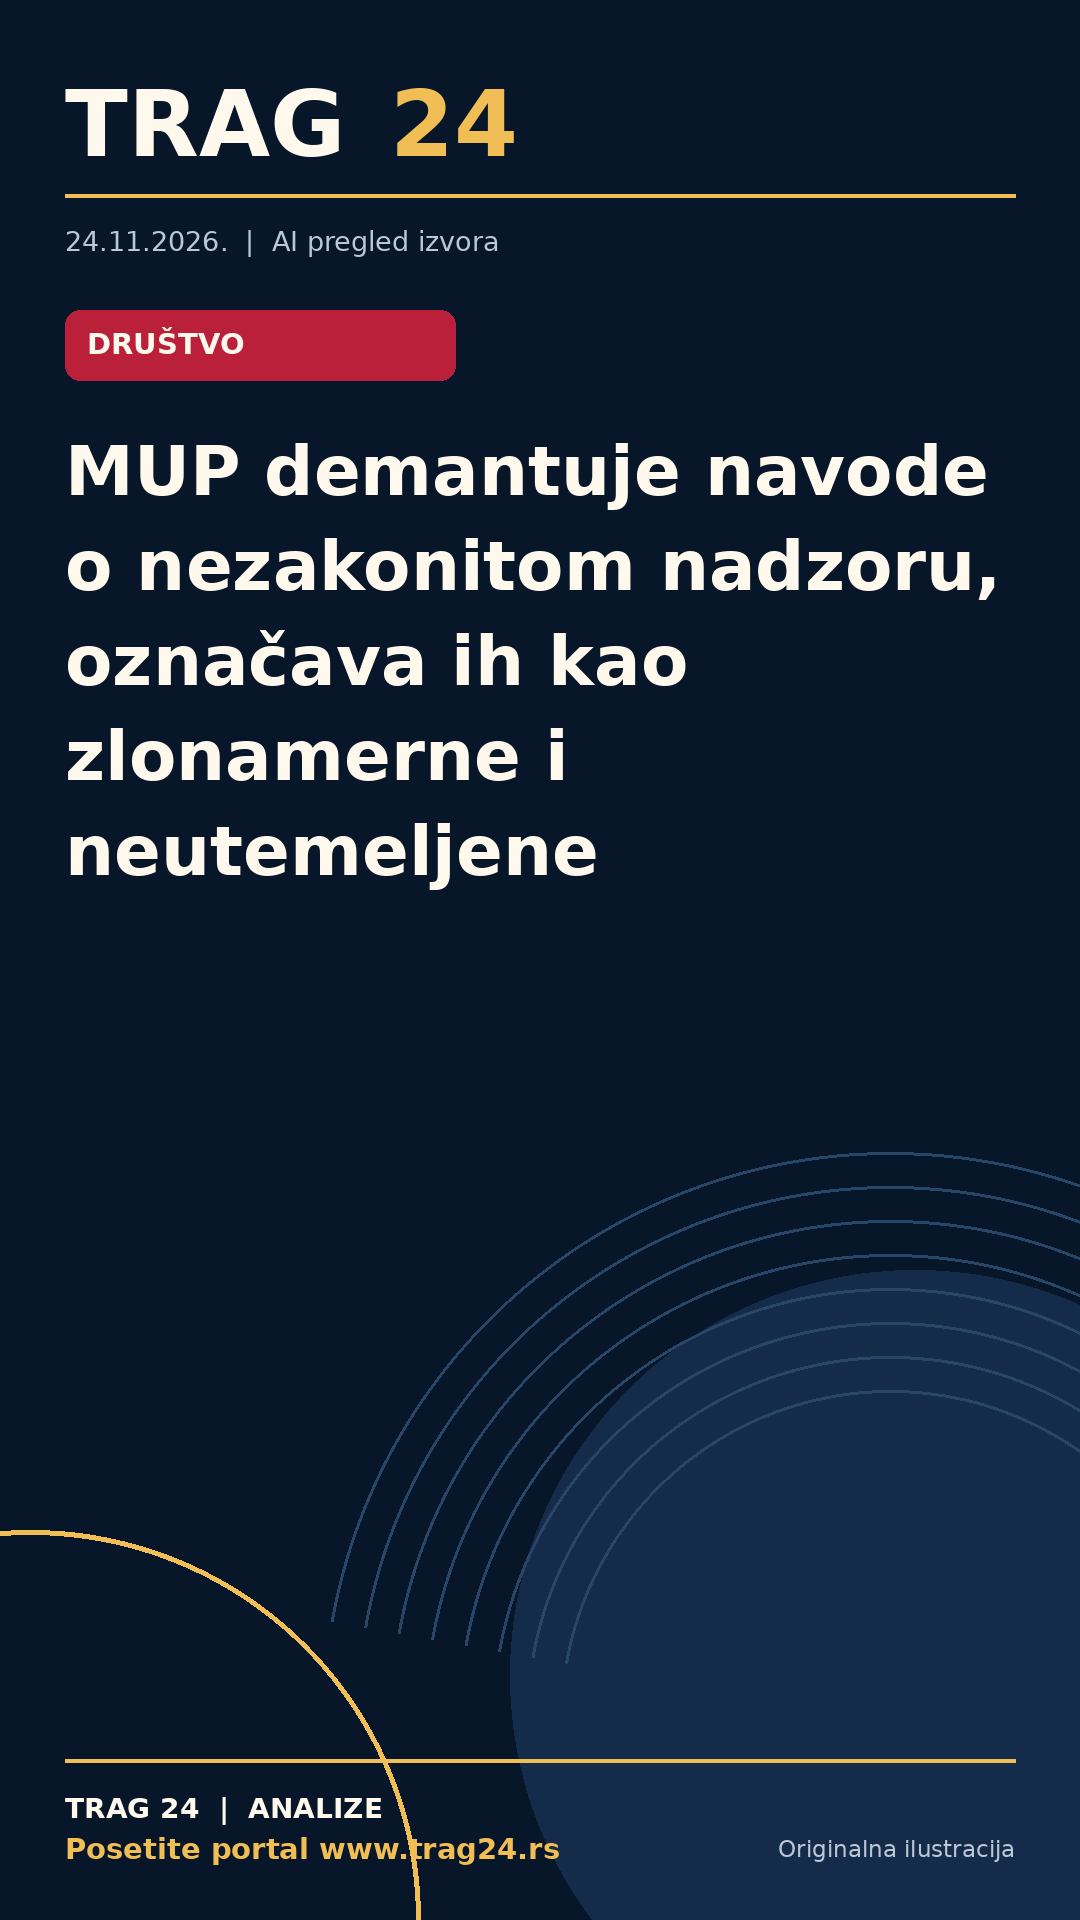 TRAG 24
24.11.2026. | AI pregled izvora
DRUŠTVO
MUP demantuje navode
o nezakonitom nadzoru,
označava ih kao
zlonamerne i
neutemeljene
TRAG 24 | ANALIZE
Posetite portal www.trag24.rs
Originalna ilustracija